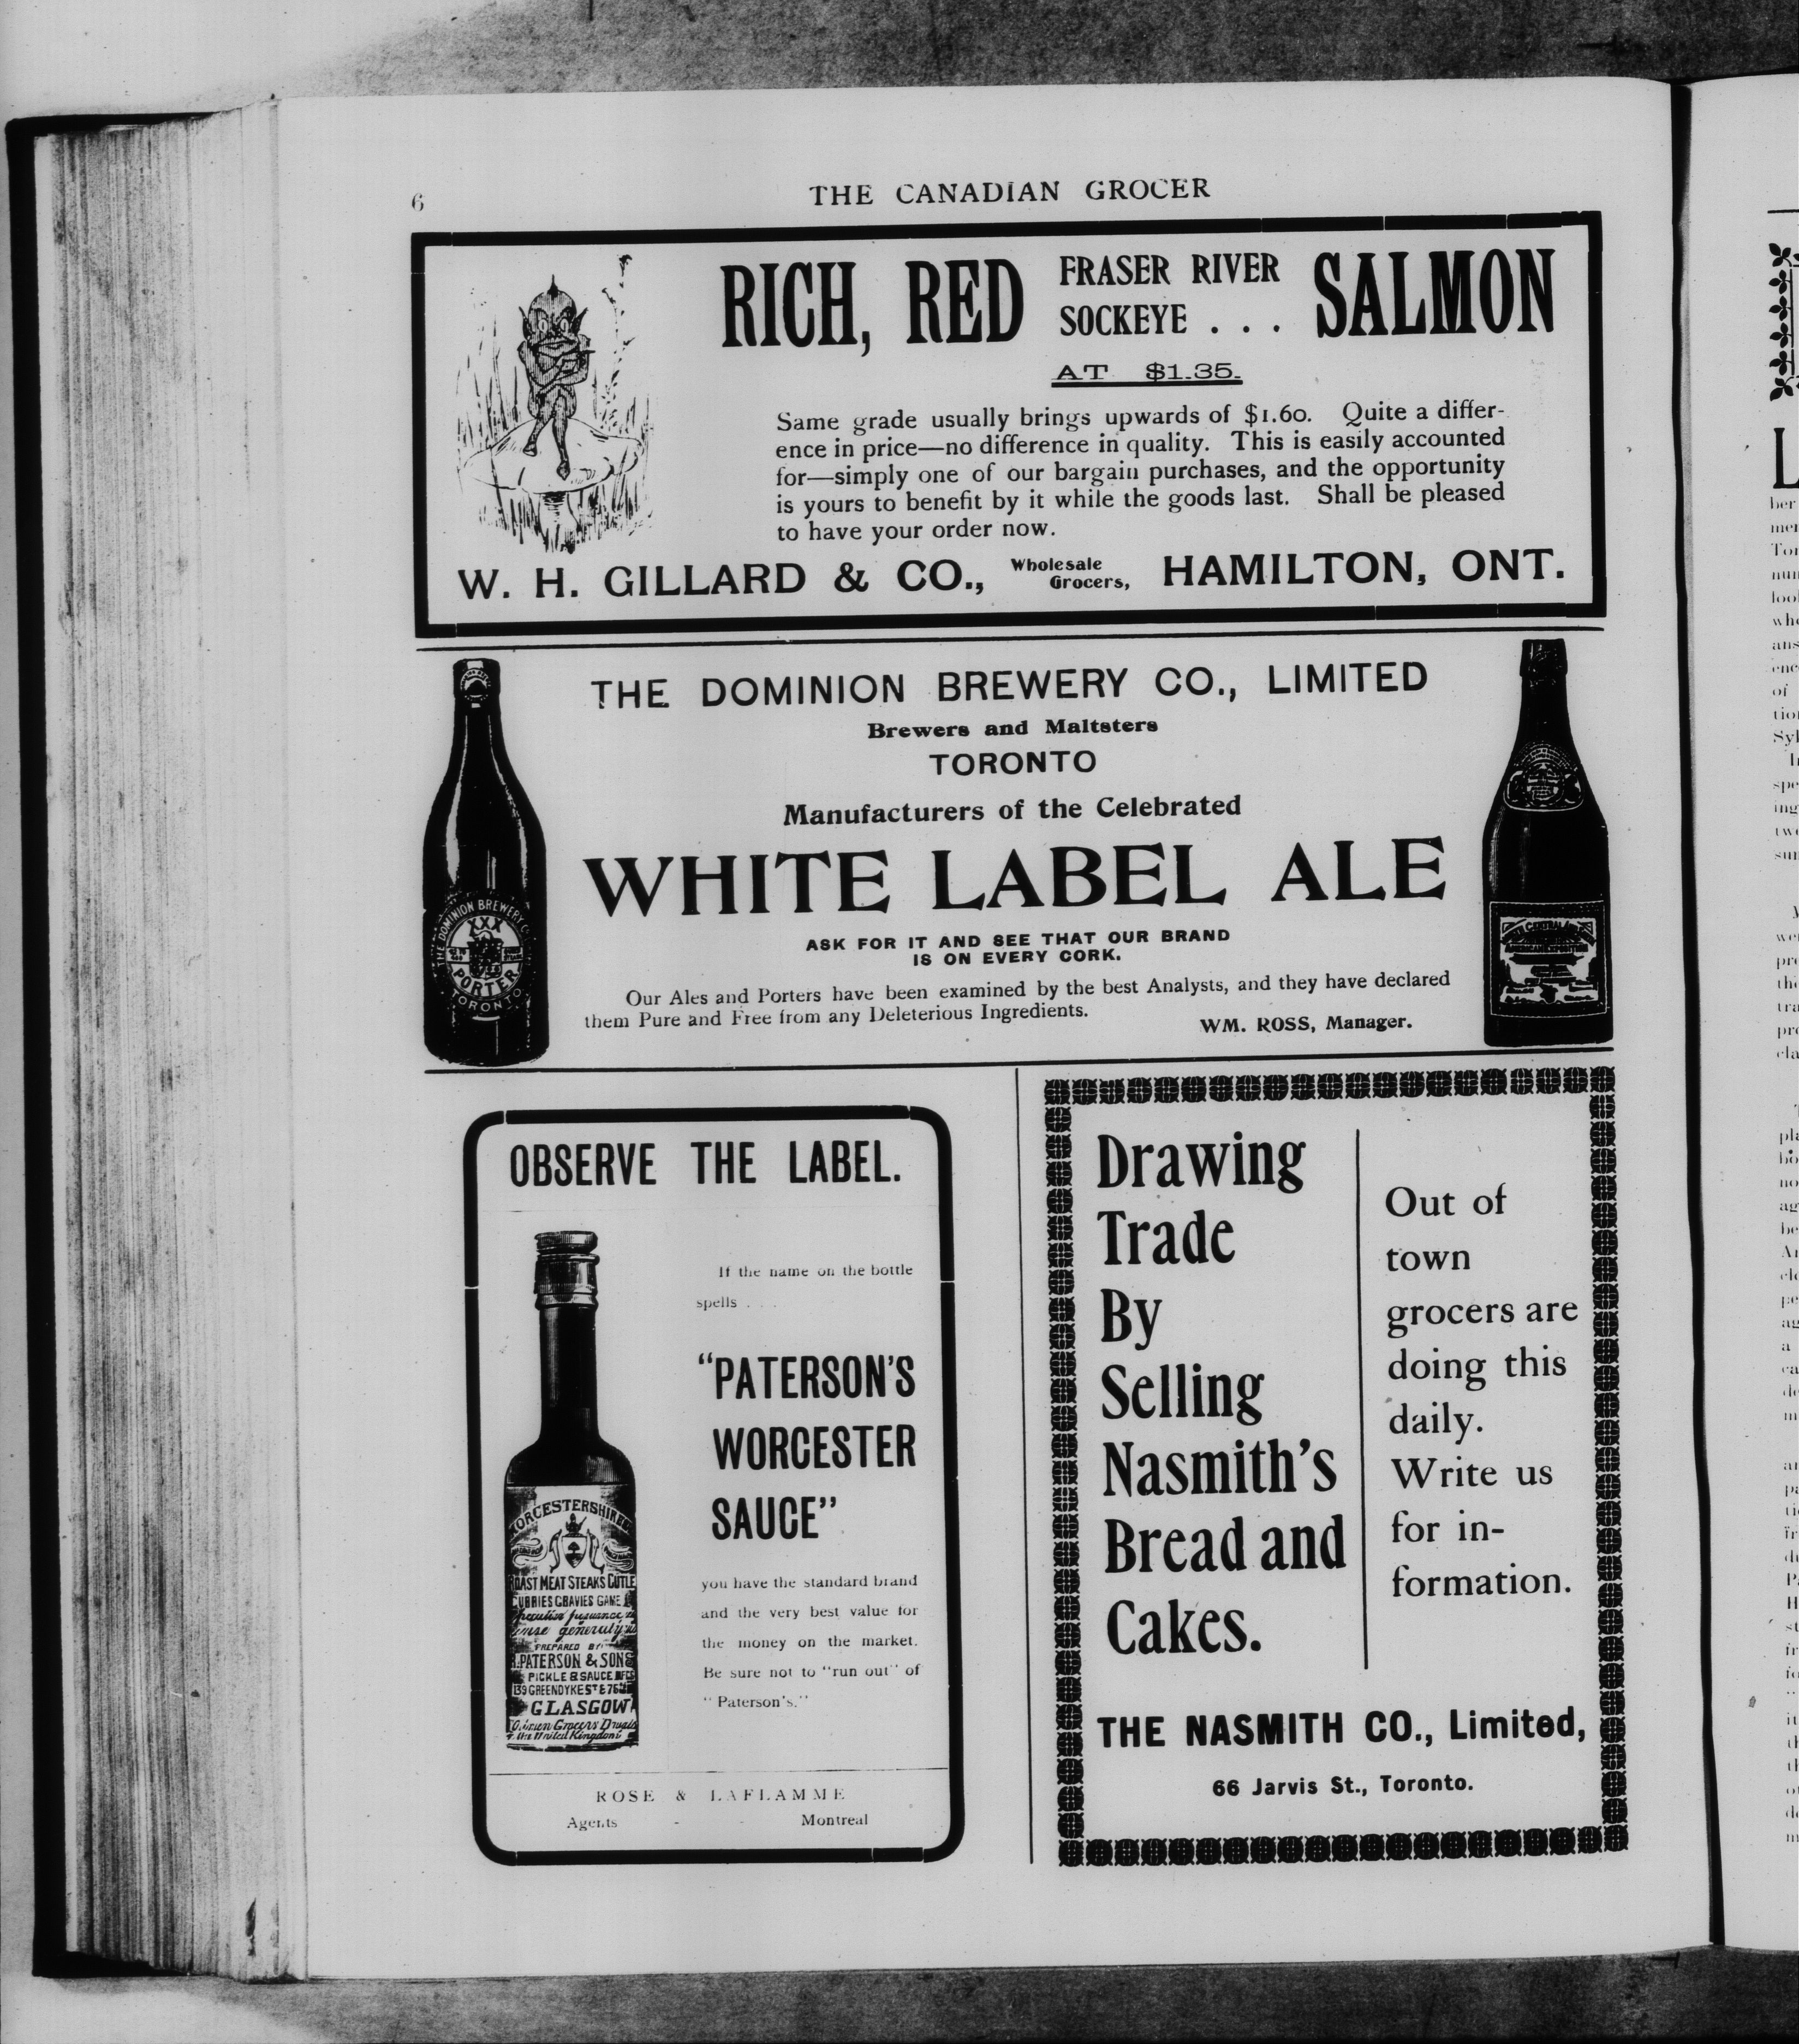 6
THE CANADIAN GROCER
RICH, RED FRASER RIVER SOCKEYE . . . SALMON
AT $1.35.
Same grade usually brings upwards of $1.60. Quite a differ-
ence in price—no difference in quality. This is easily accounted
for—simply one of our bargain purchases, and the opportunity
is yours to benefit by it while the goods last. Shall be pleased
to have your order now.
W. H. GILLARD & CO., Wholesale Grocers, HAMILTON, ONT.
THE DOMINION BREWERY CO., LIMITED
Brewers and Maltsters
TORONTO
Manufacturers of the Celebrated
WHITE LABEL ALE
ASK FOR IT AND SEE THAT OUR BRAND
IS ON EVERY CORK.
Our Ales and Porters have been examined by the best Analysts, and they have declared
them Pure and Free from any Deleterious Ingredients.
WM. ROSS, Manager.
THE DOMINION BREWERY CO.
XXX
PORTER
TORONTO
OBSERVE THE LABEL.
If the name on the bottle
spells . . .
"PATERSON'S
WORCESTER
SAUCE"
you have the standard brand
and the very best value for
the money on the market.
Be sure not to "run out" of
"Paterson's."
ORCESTERSHIRE
OAST MEAT STEAKS CUTLE
URRIES GRAVIES GAME
PREPARED BY
R. PATERSON & SONS
PICKLE & SAUCE MFRS
GLASGOW
ROSE & LAFLAMME
Agents - - Montreal
Drawing
Trade
By
Selling
Nasmith's
Bread and
Cakes.
Out of
town
grocers are
doing this
daily.
Write us
for in-
formation.
THE NASMITH CO., Limited,
66 Jarvis St., Toronto.